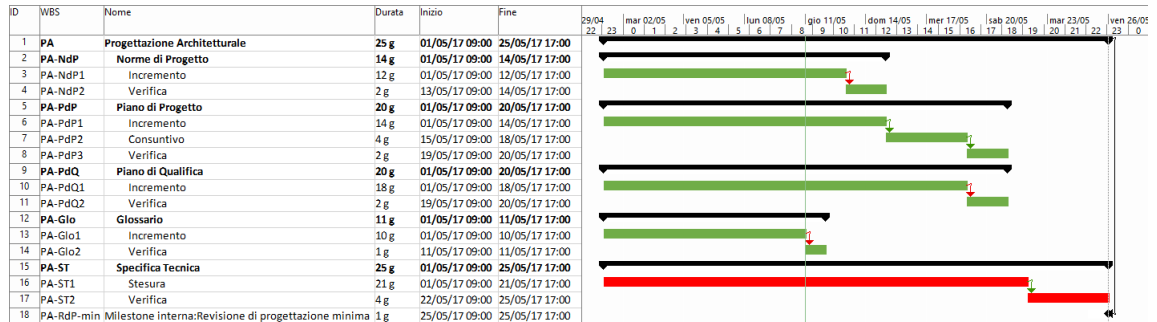 ID WBS Nome Durata Inizio Fine
29/04 mar 02/05 ven 05/05 lun 08/05 gio 11/05 dom 14/05 mer 17/05 sab 20/05 mar 23/05 ven 26/05
22 23 0 1 2 3 4 5 6 7 8 9 10 11 12 13 14 15 16 17 18 19 20 21 22 23 0
1 PA Progettazione Architetturale 25 g 01/05/17 09:00 25/05/17 17:00
2 PA-NdP Norme di Progetto 14 g 01/05/17 09:00 14/05/17 17:00
3 PA-NdP1 Incremento 12 g 01/05/17 09:00 12/05/17 17:00
4 PA-NdP2 Verifica 2 g 13/05/17 09:00 14/05/17 17:00
5 PA-PdP Piano di Progetto 20 g 01/05/17 09:00 20/05/17 17:00
6 PA-PdP1 Incremento 14 g 01/05/17 09:00 14/05/17 17:00
7 PA-PdP2 Consuntivo 4 g 15/05/17 09:00 18/05/17 17:00
8 PA-PdP3 Verifica 2 g 19/05/17 09:00 20/05/17 17:00
9 PA-PdQ Piano di Qualifica 20 g 01/05/17 09:00 20/05/17 17:00
10 PA-PdQ1 Incremento 18 g 01/05/17 09:00 18/05/17 17:00
11 PA-PdQ2 Verifica 2 g 19/05/17 09:00 20/05/17 17:00
12 PA-Glo Glossario 11 g 01/05/17 09:00 11/05/17 17:00
13 PA-Glo1 Incremento 10 g 01/05/17 09:00 10/05/17 17:00
14 PA-Glo2 Verifica 1 g 11/05/17 09:00 11/05/17 17:00
15 PA-ST Specifica Tecnica 25 g 01/05/17 09:00 25/05/17 17:00
16 PA-ST1 Stesura 21 g 01/05/17 09:00 21/05/17 17:00
17 PA-ST2 Verifica 4 g 22/05/17 09:00 25/05/17 17:00
18 PA-RdP-min Milestone interna:Revisione di progettazione minima 1 g 25/05/17 09:00 25/05/17 17:00